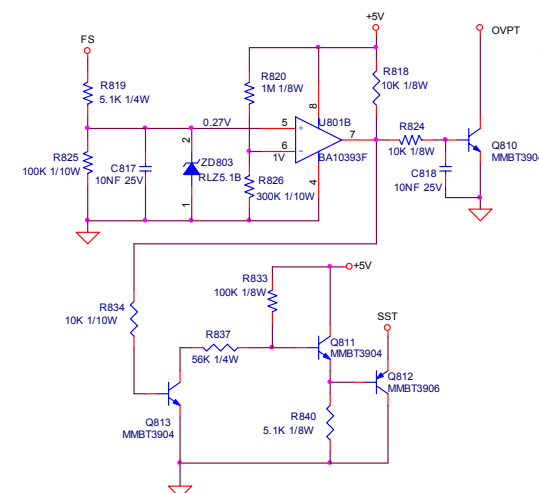 FS
+5V
OVPT
R819
5.1K 1/4W
R820
1M 1/8W
R818
10K 1/8W
8
U801B
0.27V
5
+
7
R824
10K 1/8W
6
-
1V
BA10393F
2
R825
100K 1/10W
C817
10NF 25V
ZD803
RLZ5.1B
1
R826
300K 1/10W
4
C818
10NF 25V
Q810
MMBT3904
+5V
R833
100K 1/8W
R834
10K 1/10W
R837
56K 1/4W
Q811
MMBT3904
SST
Q812
MMBT3906
R840
5.1K 1/8W
Q813
MMBT3904